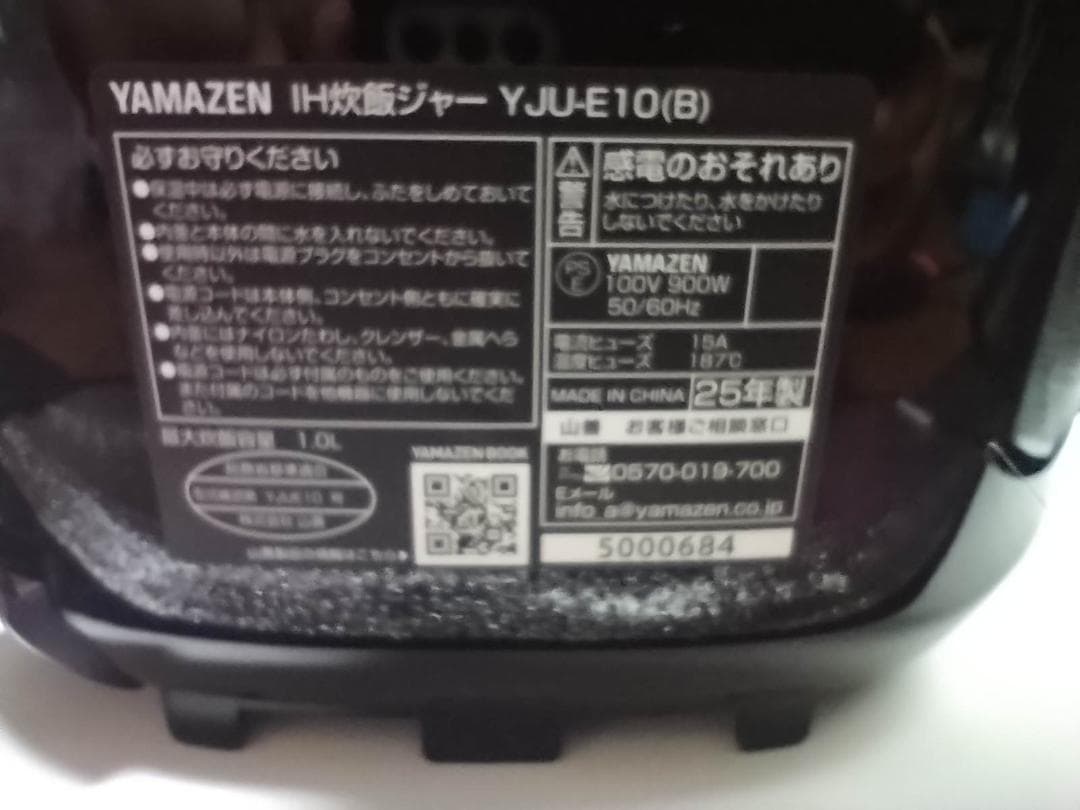 YAMAZEN IH炊飯ジャー YJU-E10(B)
必ずお守りください
●保温中は必ず電源に接続し、ふたをしめておいて
ください。
●内釜と本体の間に水を入れないでください。
●使用時以外は電源プラグをコンセントから抜いて
ください。
●電源コードは本体側、コンセント側ともに確実に
差し込んでください。
●内釜にはナイロンたわし、クレンザー、金属へら
などを使用しないでください。
●電源コードは必ず付属のものをご使用ください。
また付属のコードを他機器に使用しないでください。
最大炊飯容量 1.0L
YAMAZEN BOOK
警告
感電のおそれあり
水につけたり、水をかけたり
しないでください
PS
E
YAMAZEN
100V 900W
50/60Hz
電流ヒューズ 15A
温度ヒューズ 187℃
MADE IN CHINA
25年製
山善 お客様ご相談窓口
お電話
0570-019-700
Eメール
info_a@yamazen.co.jp
5000684